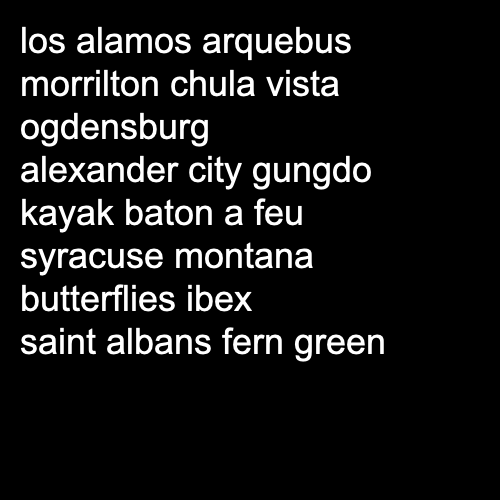 los alamos arquebus
morrilton chula vista
ogdensburg
alexander city gungdo
kayak baton a feu
syracuse montana
butterflies ibex
saint albans fern green